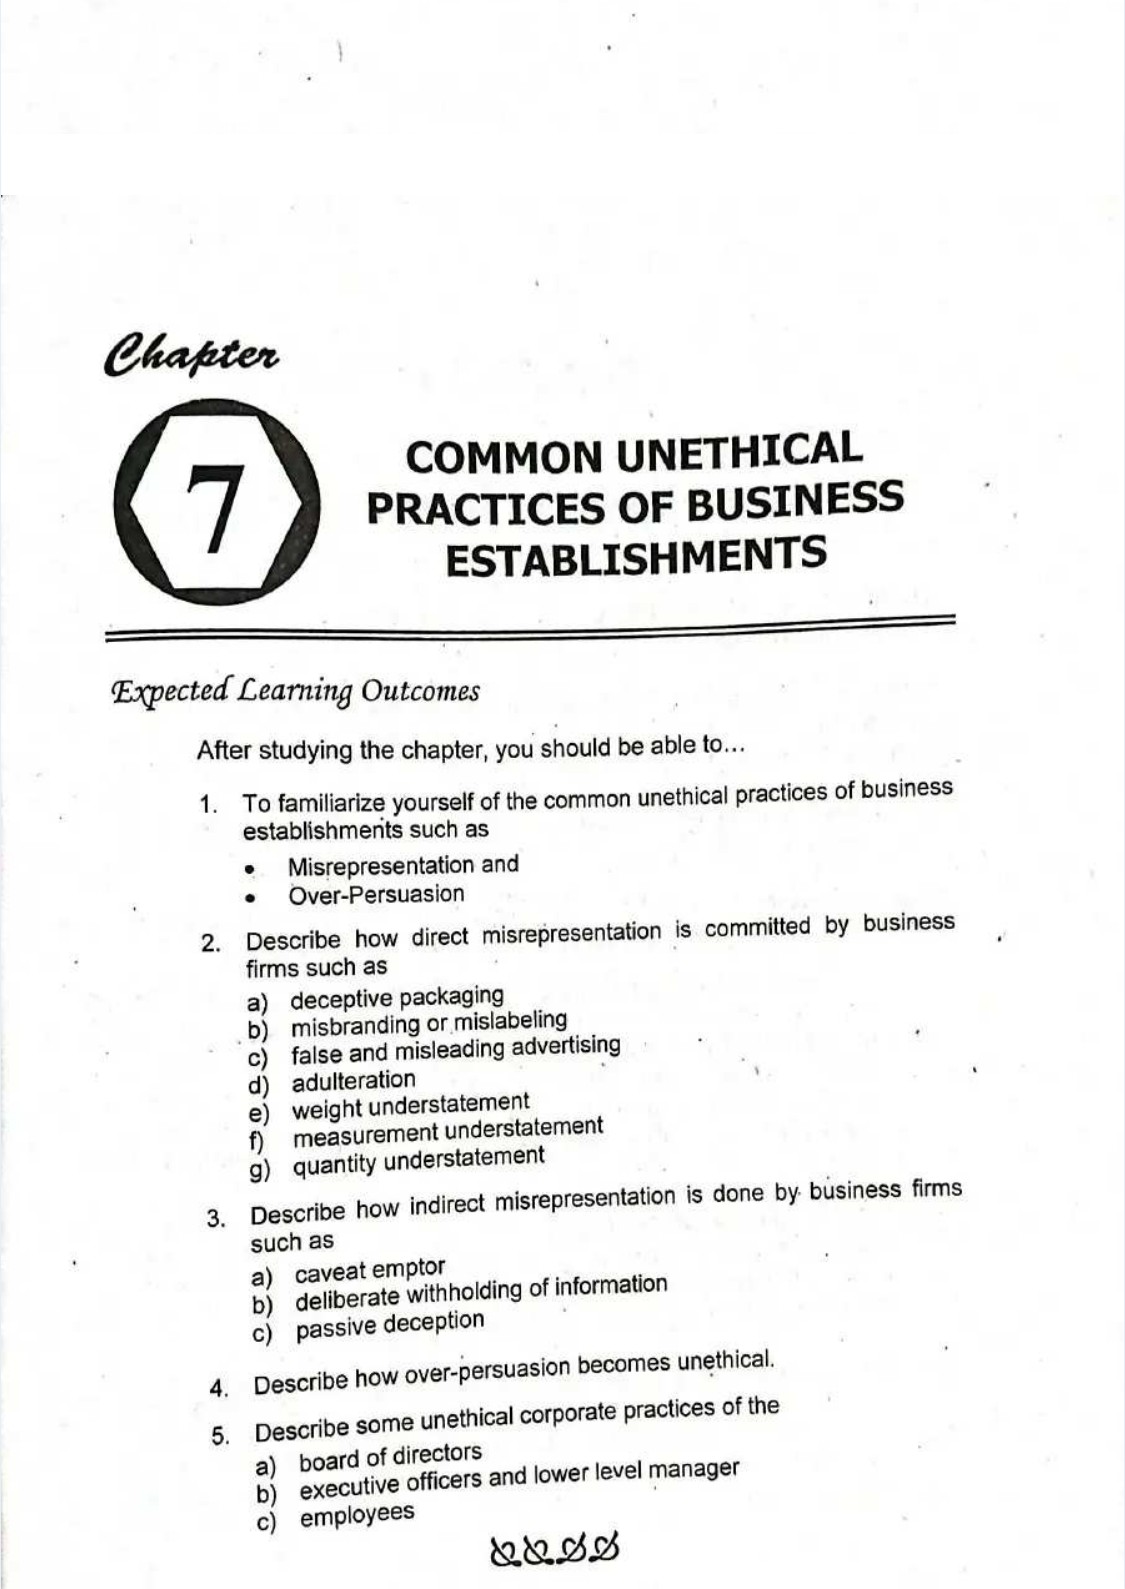 Chapter
7
COMMON UNETHICAL
PRACTICES OF BUSINESS
ESTABLISHMENTS
Expected Learning Outcomes
After studying the chapter, you should be able to...
1. To familiarize yourself of the common unethical practices of business
establishments such as
• Misrepresentation and
• Over-Persuasion
2. Describe how direct misrepresentation is committed by business
firms such as
a) deceptive packaging
b) misbranding or mislabeling
c) false and misleading advertising
d) adulteration
e) weight understatement
f) measurement understatement
g) quantity understatement
3. Describe how indirect misrepresentation is done by business firms
such as
a) caveat emptor
b) deliberate withholding of information
c) passive deception
4. Describe how over-persuasion becomes unethical.
5. Describe some unethical corporate practices of the
a) board of directors
b) executive officers and lower level manager
c) employees